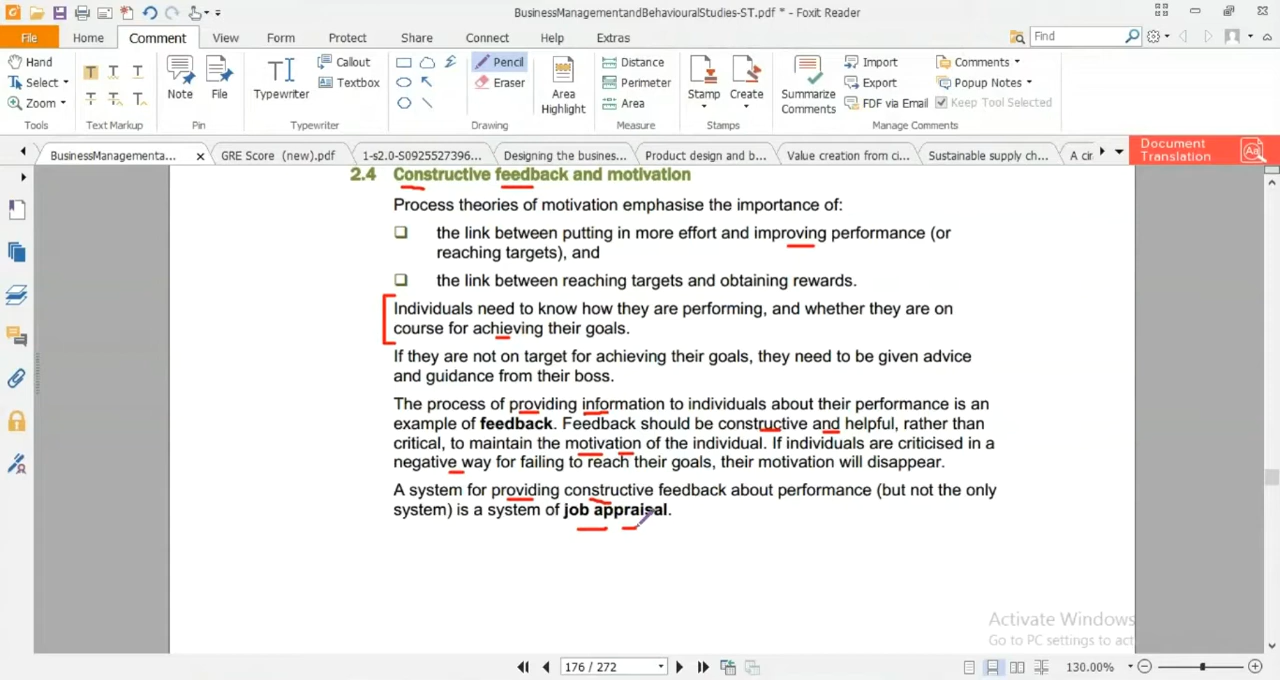 BusinessManagementandBehaviouralStudies-ST.pdf * - Foxit Reader
File Home Comment View Form Protect Share Connect Help Extras Find
Hand
Select
Zoom
Tools
Text Markup
Note
File
Pin
Typewriter
Callout
Textbox
Typewriter
Pencil
Eraser
Area
Highlight
Drawing
Distance
Perimeter
Area
Measure
Stamp
Create
Stamps
Summarize
Comments
Import
Export
FDF via Email
Comments
Popup Notes
Keep Tool Selected
Manage Comments
BusinessManagementa... x GRE Score (new).pdf 1-s2.0-S0925527396... Designing the busines... Product design and b... Value creation from ci... Sustainable supply ch... A cir
Document
Translation
2.4 Constructive feedback and motivation
Process theories of motivation emphasise the importance of:
❑ the link between putting in more effort and improving performance (or
reaching targets), and
❑ the link between reaching targets and obtaining rewards.
Individuals need to know how they are performing, and whether they are on
course for achieving their goals.
If they are not on target for achieving their goals, they need to be given advice
and guidance from their boss.
The process of providing information to individuals about their performance is an
example of feedback. Feedback should be constructive and helpful, rather than
critical, to maintain the motivation of the individual. If individuals are criticised in a
negative way for failing to reach their goals, their motivation will disappear.
A system for providing constructive feedback about performance (but not the only
system) is a system of job appraisal.
Activate Windows
Go to PC settings to act
176 / 272
130.00%